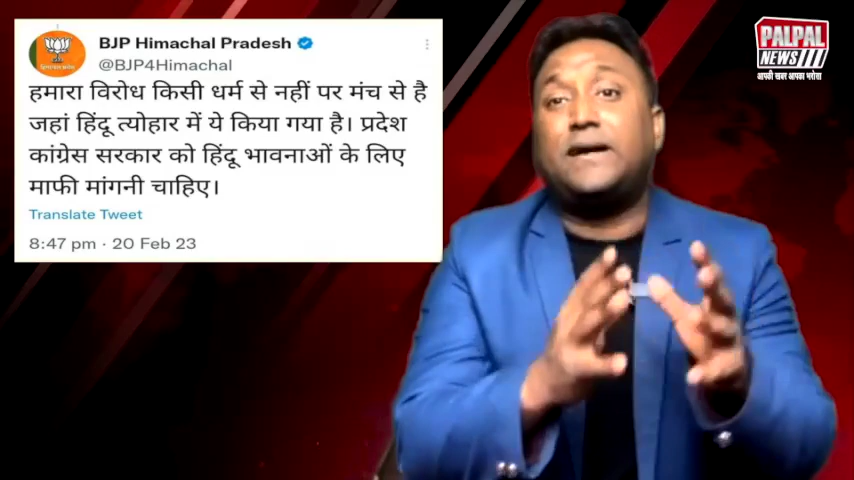 BJP Himachal Pradesh
@BJP4Himachal
हमारा विरोध किसी धर्म से नहीं पर मंच से है
जहां हिंदू त्योहार में ये किया गया है। प्रदेश
कांग्रेस सरकार को हिंदू भावनाओं के लिए
माफी मांगनी चाहिए।
Translate Tweet
8:47 pm · 20 Feb 23
PALPAL
NEWS
आपकी खबर आपका भरोसा